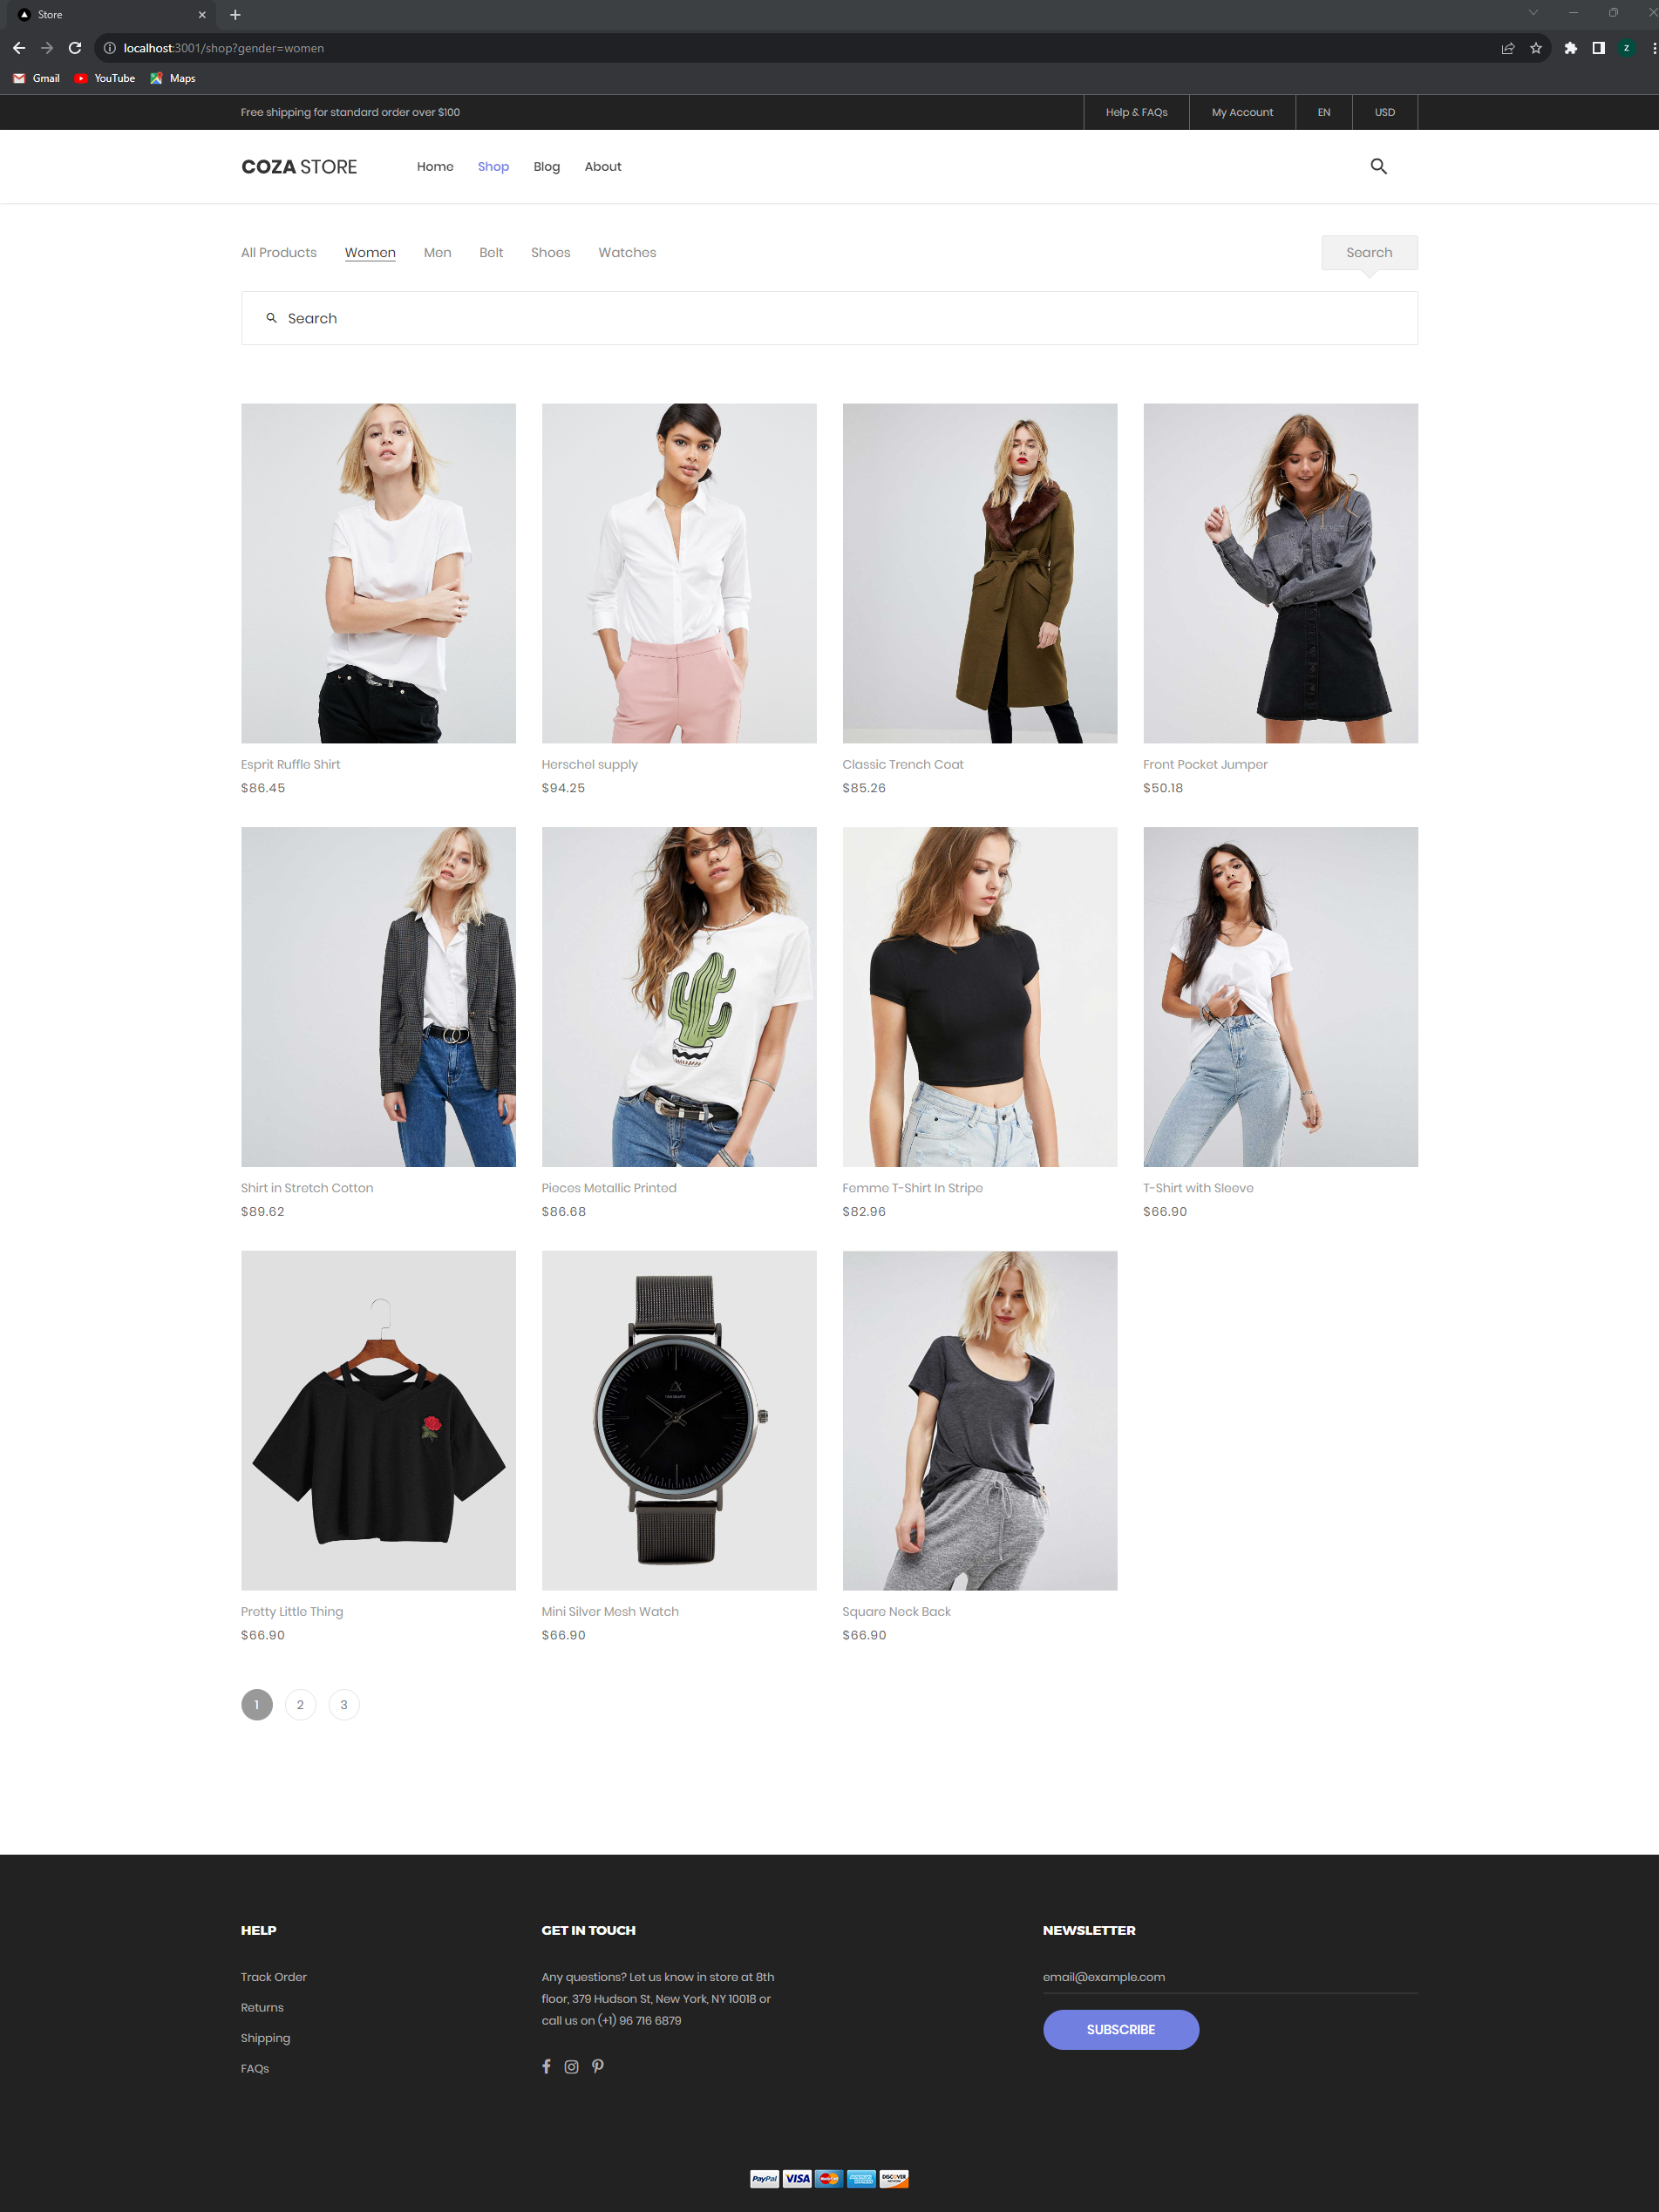 Store
localhost:3001/shop?gender=women
Gmail YouTube Maps
Z
Free shipping for standard order over $100
Help & FAQs My Account EN USD
COZA STORE Home Shop Blog About
All Products Women Men Belt Shoes Watches Search
Search
Esprit Ruffle Shirt Herschel supply Classic Trench Coat Front Pocket Jumper
$86.45 $94.25 $85.26 $50.18
Shirt in Stretch Cotton Pieces Metallic Printed Femme T-Shirt In Stripe T-Shirt with Sleeve
$89.62 $86.68 $82.96 $66.90
Pretty Little Thing Mini Silver Mesh Watch Square Neck Back
$66.90 $66.90 $66.90
1 2 3
HELP
Track Order
Returns
Shipping
FAQs
GET IN TOUCH
Any questions? Let us know in store at 8th
floor, 379 Hudson St, New York, NY 10018 or
call us on (+1) 96 716 6879
NEWSLETTER
email@example.com
SUBSCRIBE
PayPal VISA MasterCard AMERICAN EXPRESS DISCOVER